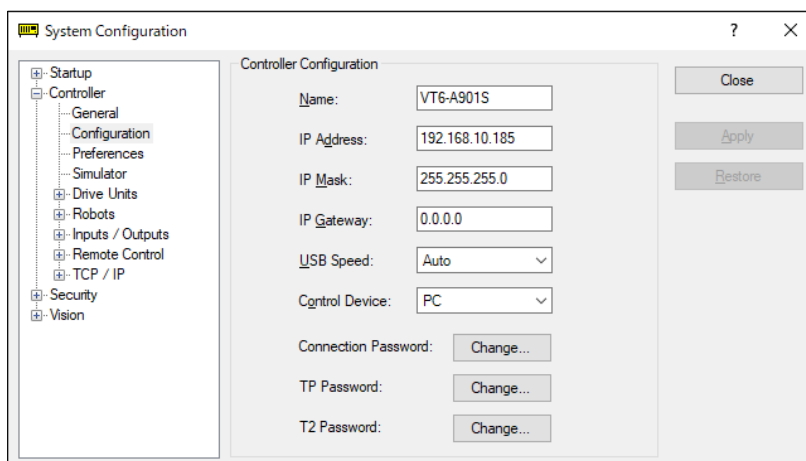 System Configuration
?
Startup
Controller
General
Configuration
Preferences
Simulator
Drive Units
Robots
Inputs / Outputs
Remote Control
TCP / IP
Security
Vision
Controller Configuration
Name: VT6-A901S
IP Address: 192.168.10.185
IP Mask: 255.255.255.0
IP Gateway: 0.0.0.0
USB Speed: Auto
Control Device: PC
Connection Password: Change...
TP Password: Change...
T2 Password: Change...
Close
Apply
Restore